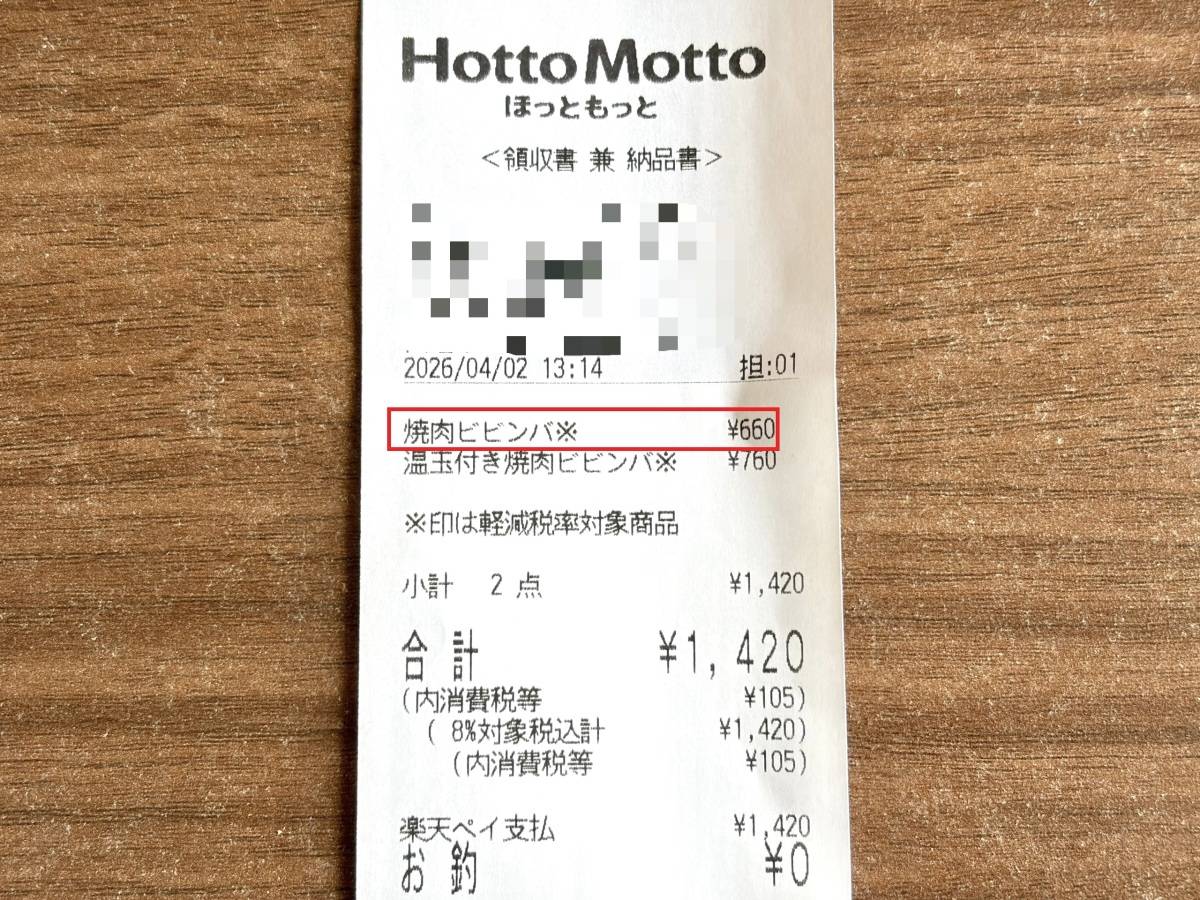 HottoMotto
ほっともっと
＜領収書 兼 納品書＞
2026/04/02 13:14 担:01
焼肉ビビンバ※ ¥660
温玉付き焼肉ビビンバ※ ¥760
※印は軽減税率対象商品
小計 2 点 ¥1,420
合計 ¥1,420
(内消費税等 ¥105)
( 8%対象税込計 ¥1,420)
(内消費税等 ¥105)
楽天ペイ支払 ¥1,420
お釣 ¥0